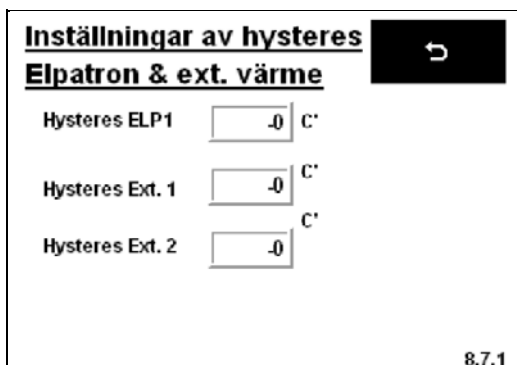 Inställningar av hysteres
Elpatron & ext. värme
Hysteres ELP1 -0 C'
Hysteres Ext. 1 -0 C'
Hysteres Ext. 2 -0 C'
8.7.1